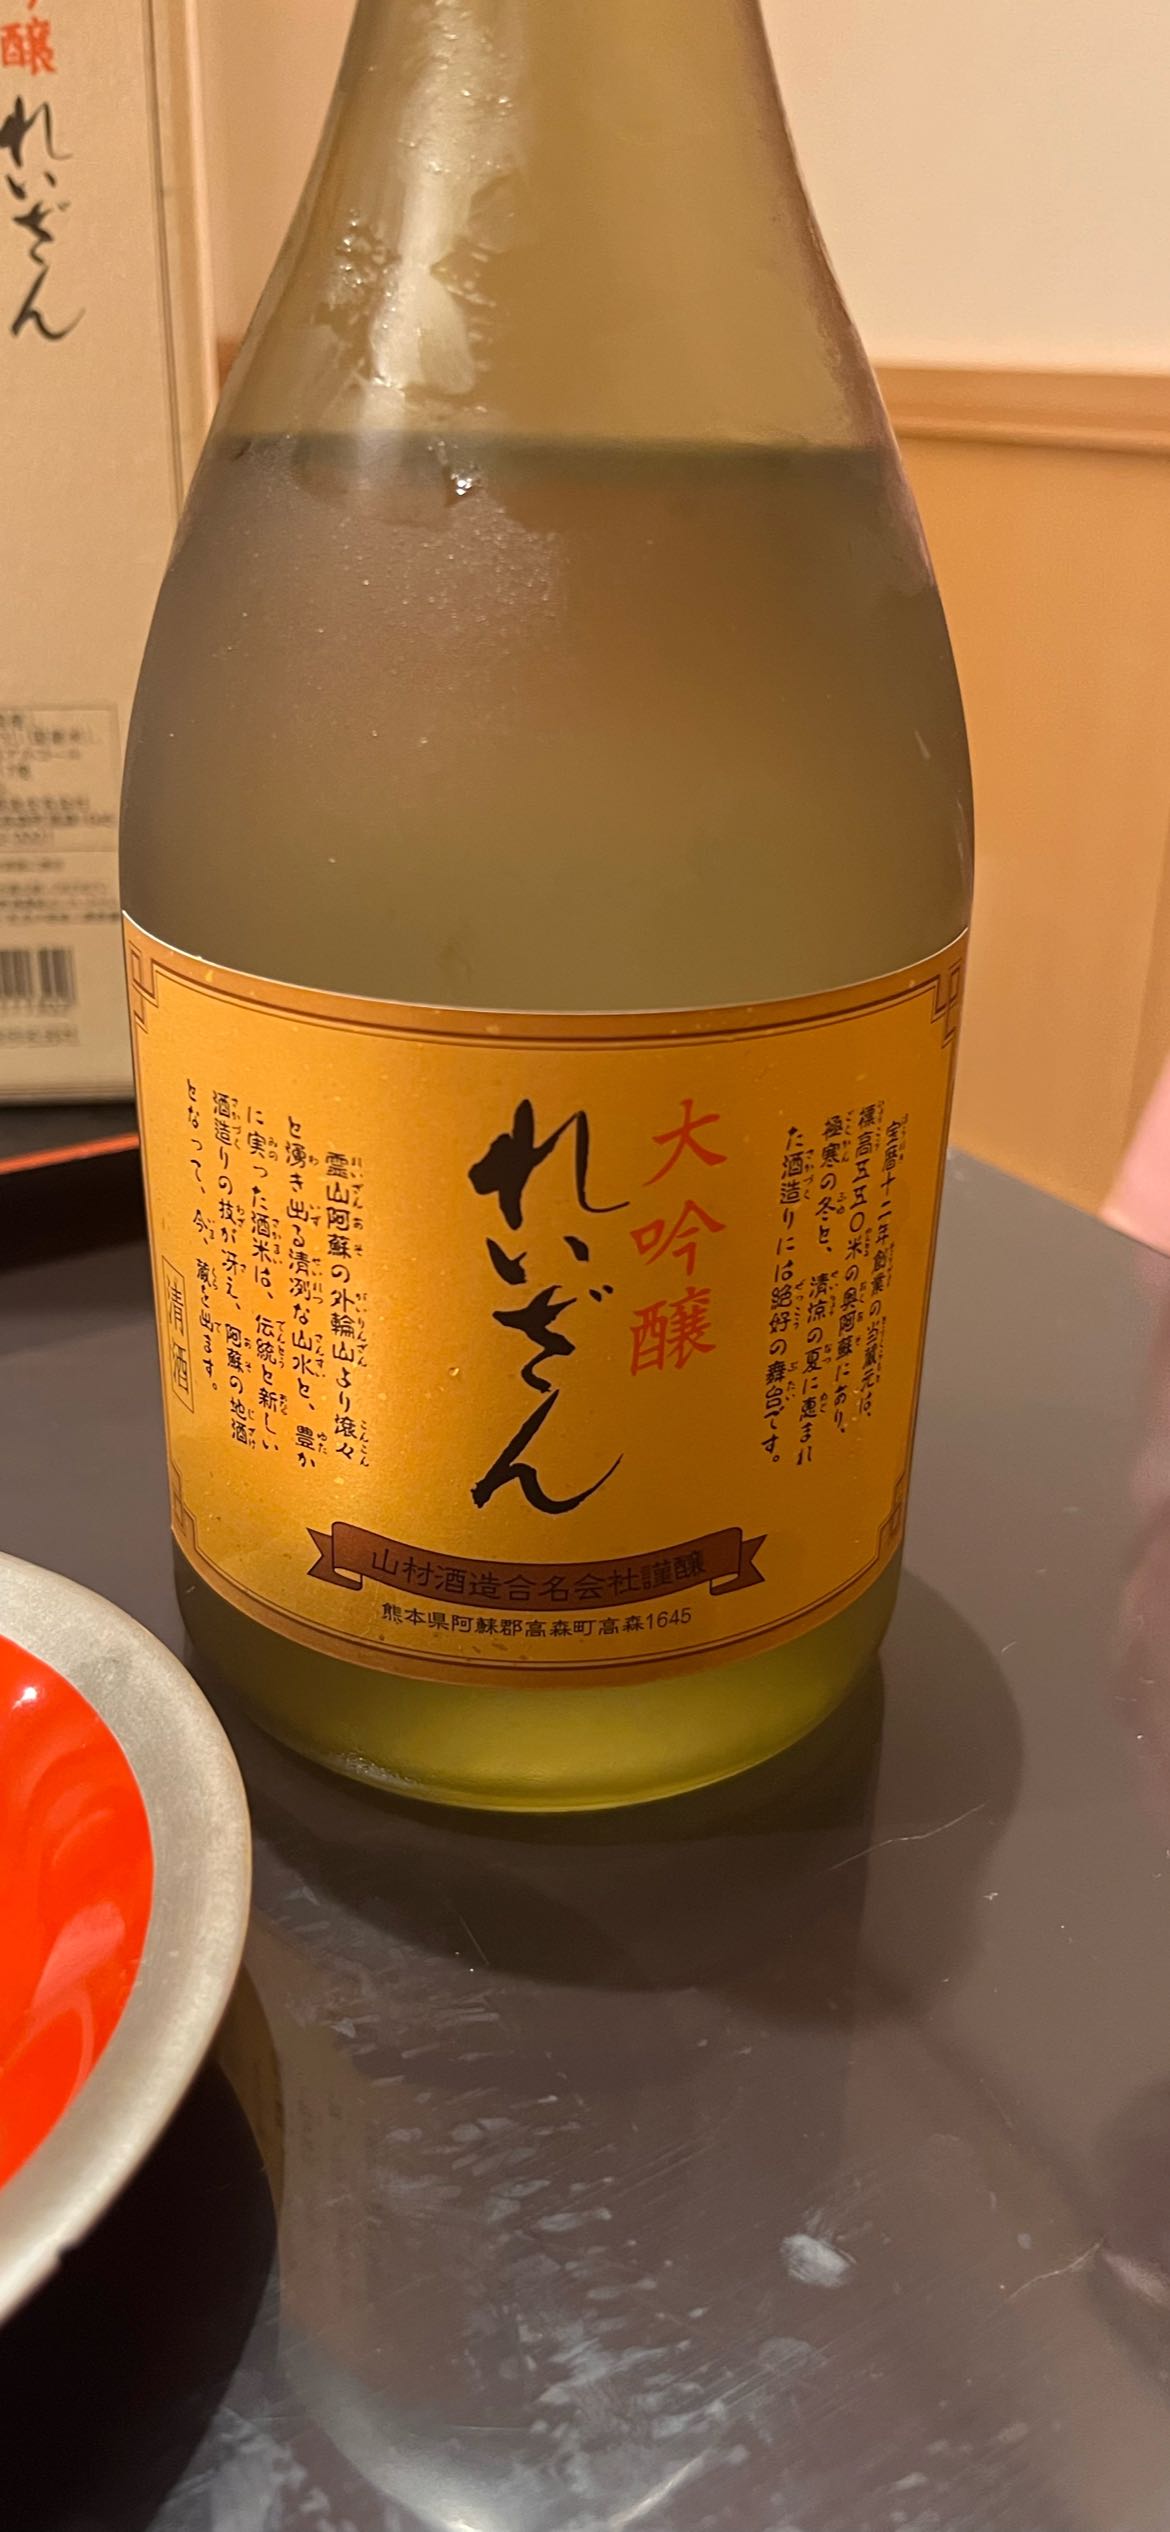 大吟醸
れいざん
宝暦十二年創業の当蔵元は、
標高五五〇米の奥阿蘇にあり、
極寒の冬と、清涼の夏に恵まれ
た酒造りには絶好の舞台です。
霊山阿蘇の外輪山より滾々
と湧き出る清冽な山水と、豊か
に実った酒米は、伝統と新しい
酒造りの技が冴え、阿蘇の地酒
となって、今、蔵を出ます。
清酒
山村酒造合名会社謹醸
熊本県阿蘇郡高森町高森1645
醸
れいざん